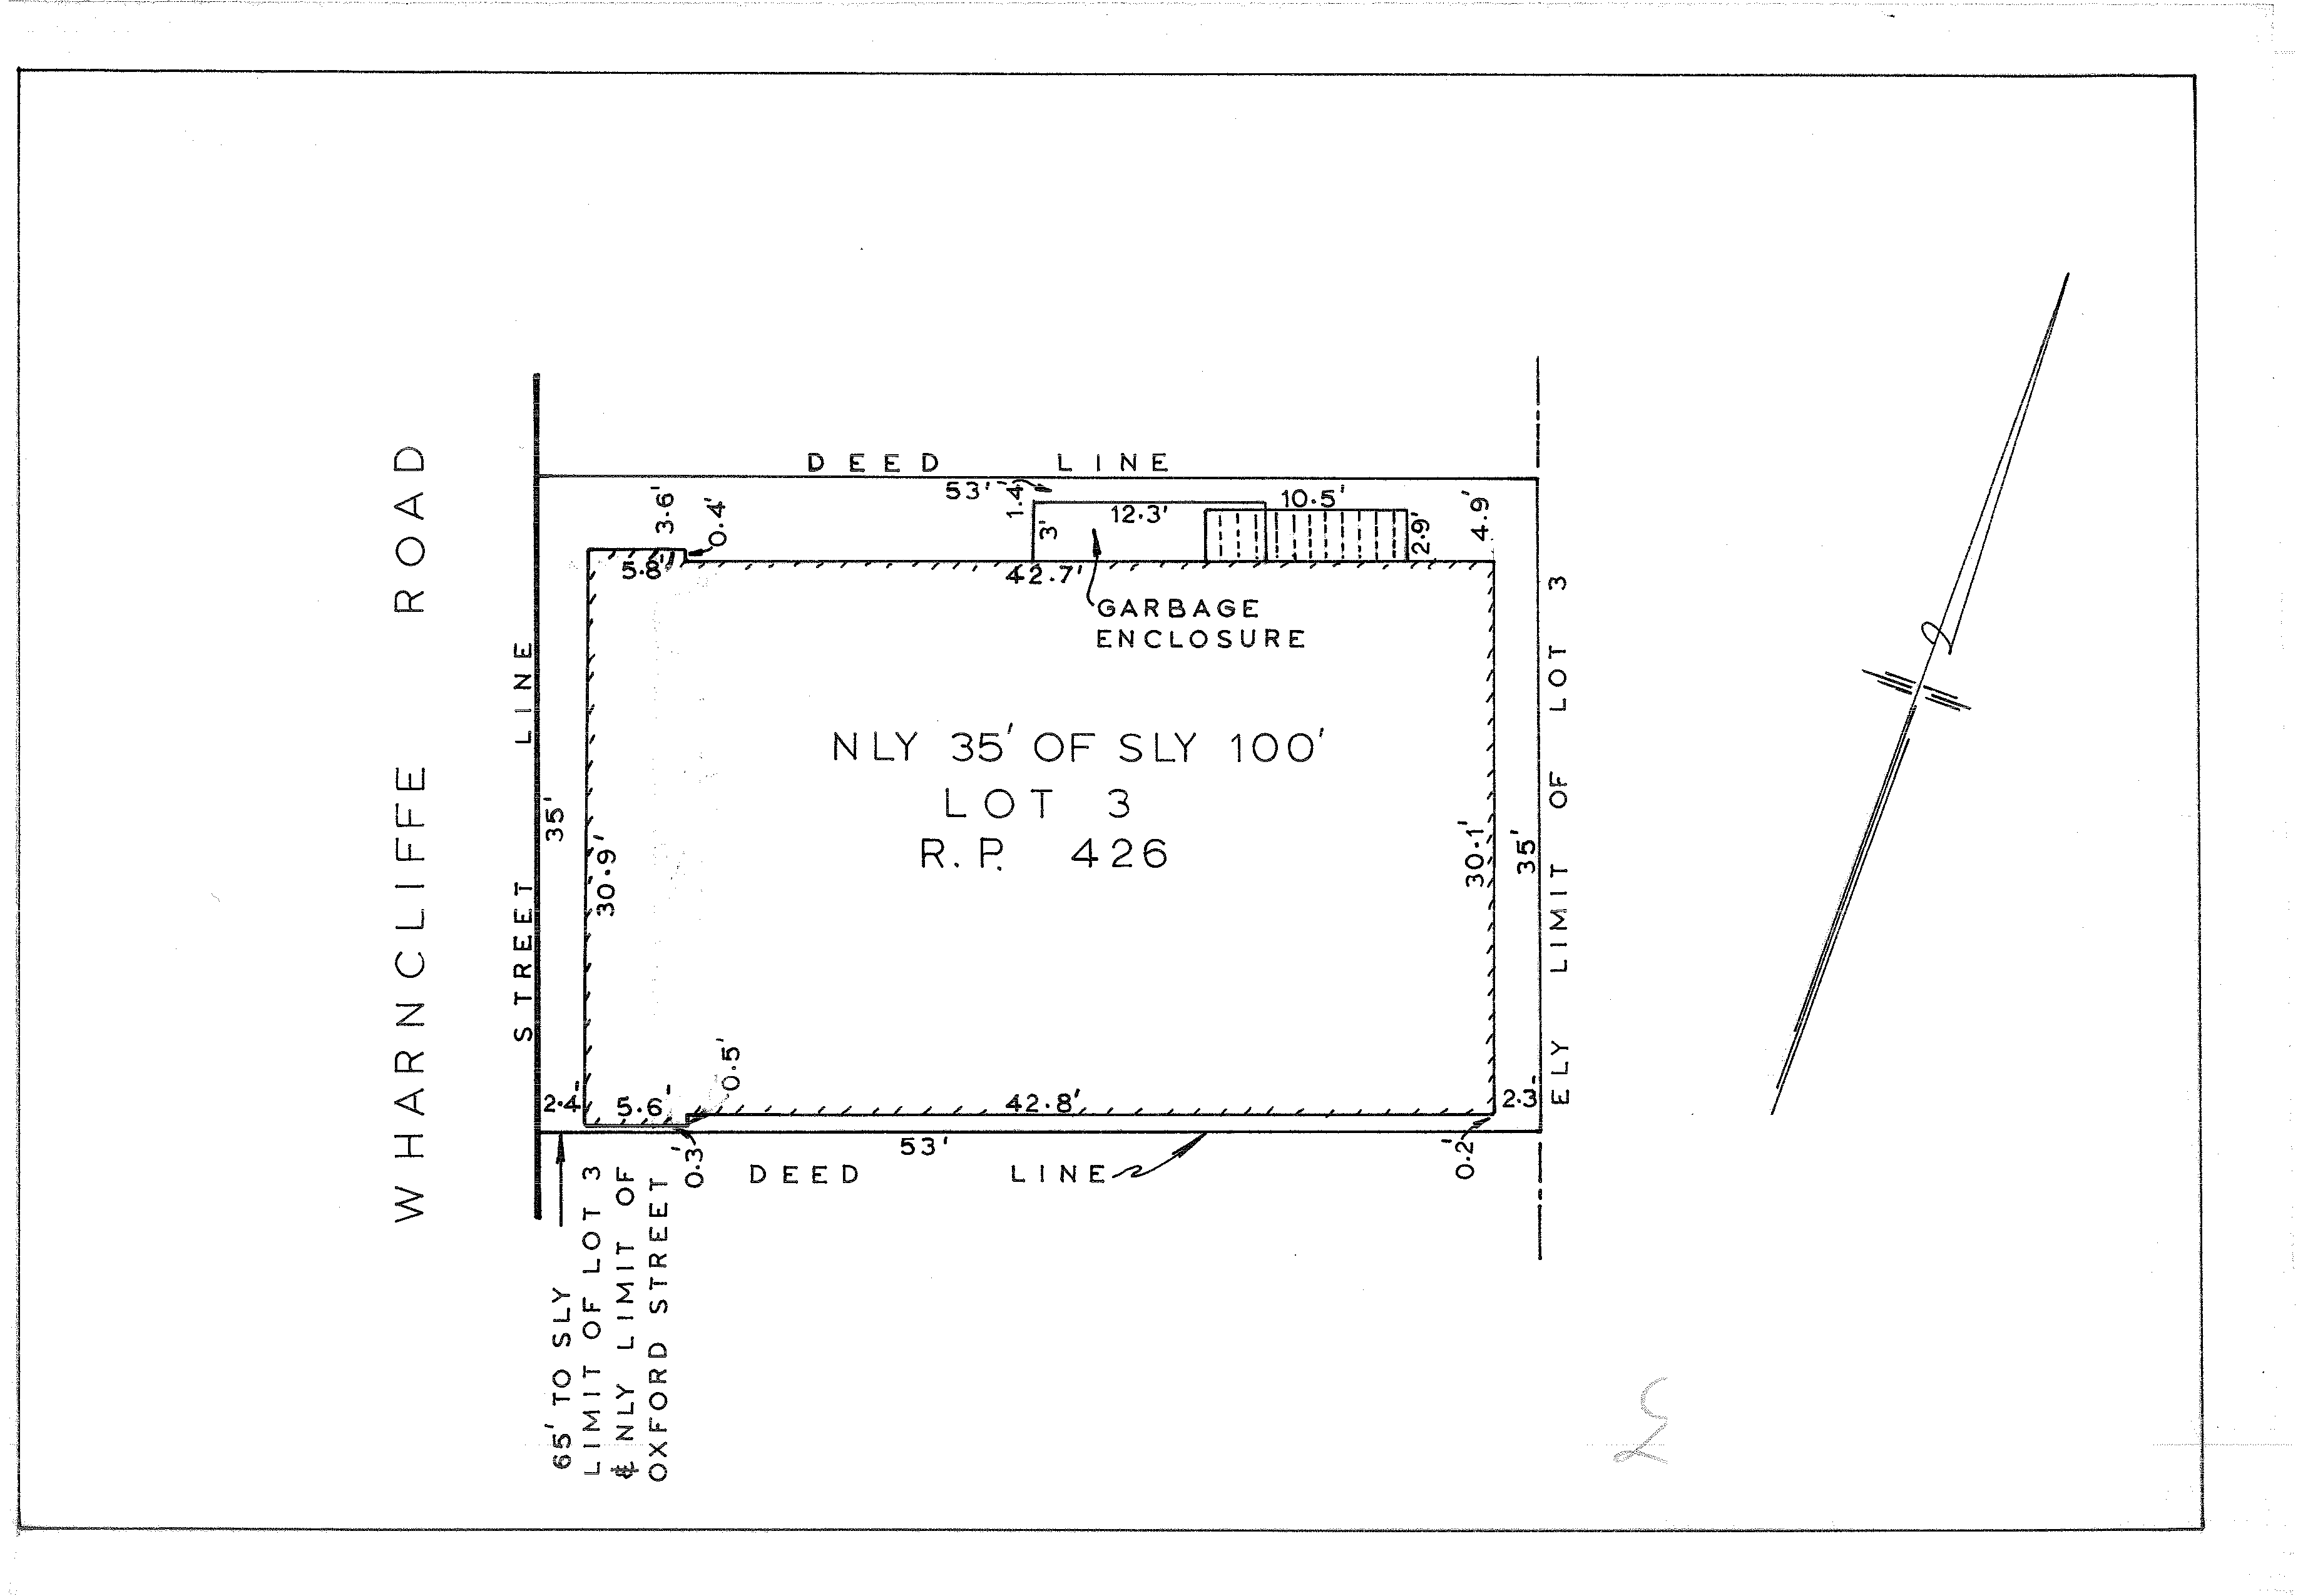 WHARNCLIFFE ROAD
STREET LINE
DEED LINE
53'
1.4'
3.6'
0.4'
3'
12.3'
10.5'
2.9'
4.9'
5.8'
42.7'
GARBAGE
ENCLOSURE
NLY 35' OF SLY 100'
LOT 3
R.P. 426
35'
30.9'
30.1'
35'
ELY LIMIT OF LOT 3
2.4'
5.6'
0.5'
42.8'
2.3'
0.3'
53'
0.2'
DEED LINE
65' TO SLY
LIMIT OF LOT 3
& NLY LIMIT OF
OXFORD STREET